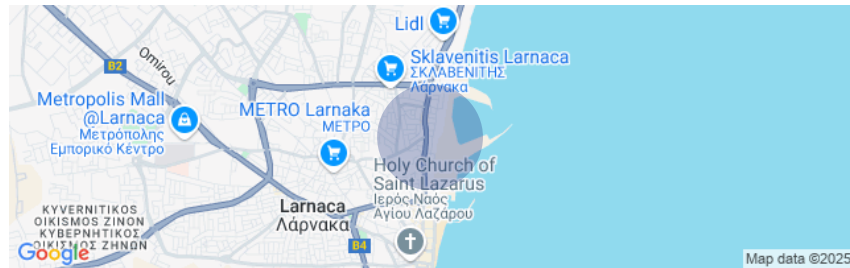 Lidl
Omirou
B2
Sklavenitis Larnaca
ΣΚΛΑΒΕΝΙΤΗΣ
Λάρνακα
Metropolis Mall
@Larnaca
Μετρόπολης
Εμπορικό Κέντρο
METRO Larnaka
ΜΕΤΡΟ
Holy Church of
Saint Lazarus
Ιερός Ναός
Αγίου Λαζάρου
Larnaca
Λάρνακα
KYVERNITIKOS
OIKISMOS ZINON
ΚΥΒΕΡΝΗΤΙΚΟΣ
ΟΙΚΙΣΜΟΣ ΖΗΝΩΝ
B4
Google
Map data ©2025